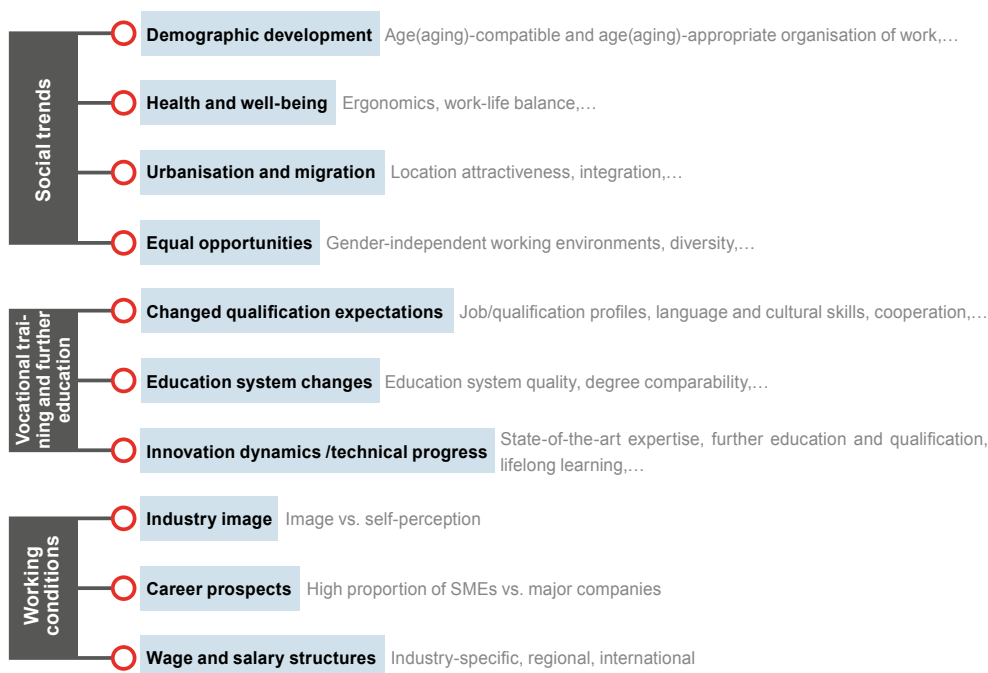 Social trends
Demographic development Age(aging)-compatible and age(aging)-appropriate organisation of work,…
Health and well-being Ergonomics, work-life balance,…
Urbanisation and migration Location attractiveness, integration,…
Equal opportunities Gender-independent working environments, diversity,…
Vocational trai-
ning and further
education
Changed qualification expectations Job/qualification profiles, language and cultural skills, cooperation,…
Education system changes Education system quality, degree comparability,…
Innovation dynamics /technical progress State-of-the-art expertise, further education and qualification,
lifelong learning,…
Working
conditions
Industry image Image vs. self-perception
Career prospects High proportion of SMEs vs. major companies
Wage and salary structures Industry-specific, regional, international